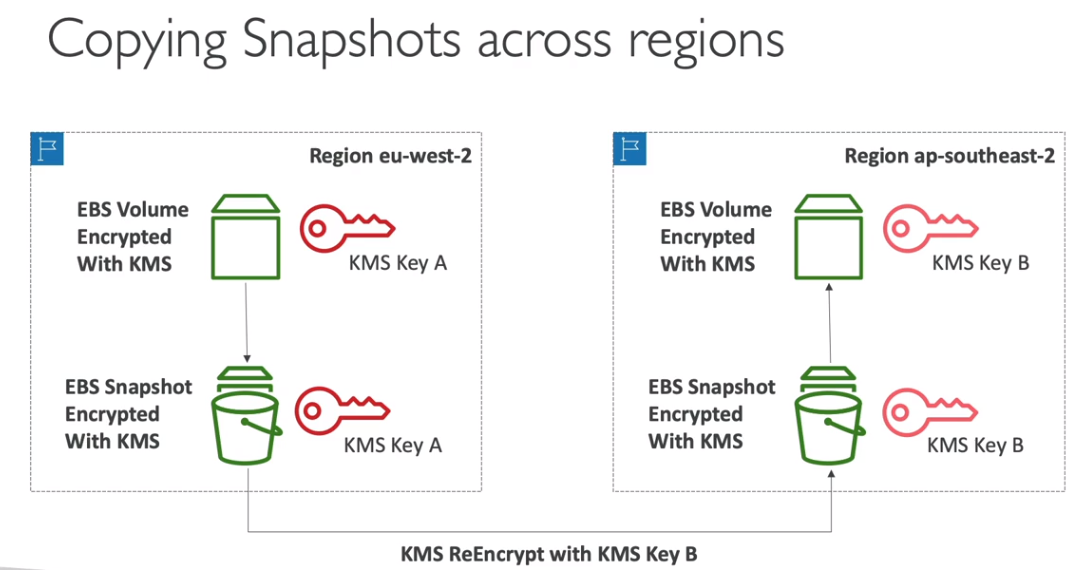 Copying Snapshots across regions
Region eu-west-2
EBS Volume
Encrypted
With KMS
KMS Key A
EBS Snapshot
Encrypted
With KMS
KMS Key A
Region ap-southeast-2
EBS Volume
Encrypted
With KMS
KMS Key B
EBS Snapshot
Encrypted
With KMS
KMS Key B
KMS ReEncrypt with KMS Key B